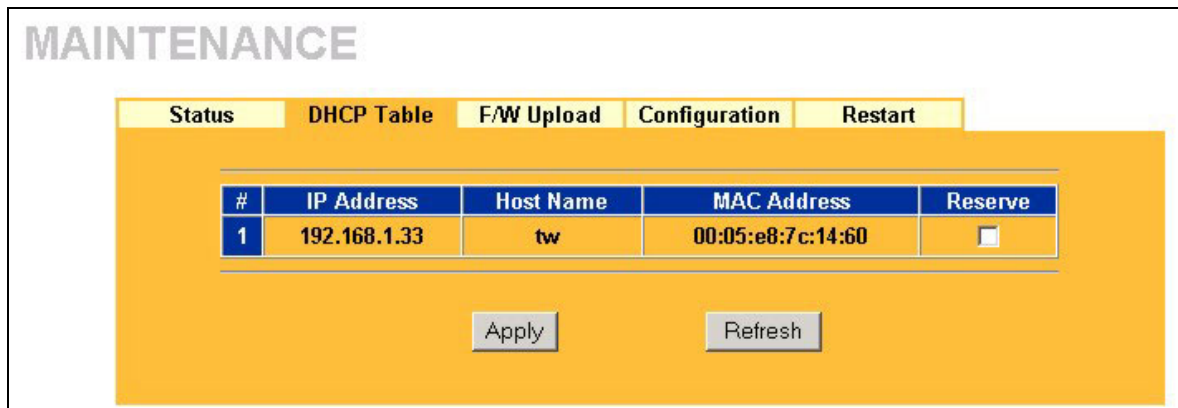 MAINTENANCE
Status DHCP Table F/W Upload Configuration Restart
# IP Address Host Name MAC Address Reserve
1 192.168.1.33 tw 00:05:e8:7c:14:60
Apply Refresh